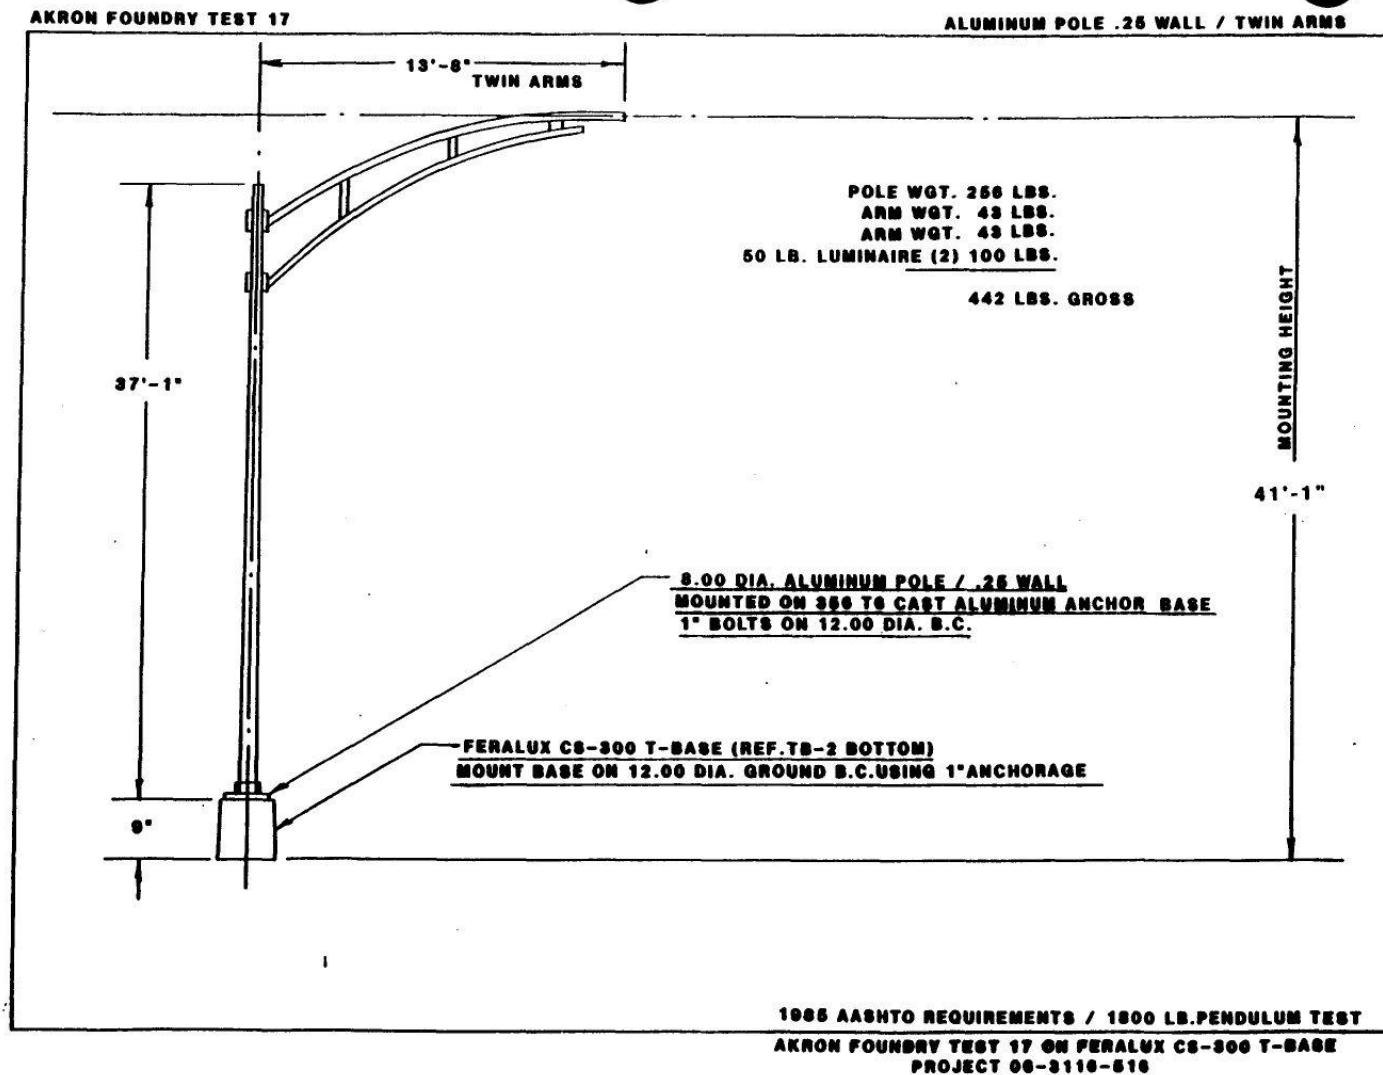 AKRON FOUNDRY TEST 17
ALUMINUM POLE .25 WALL / TWIN ARMS
13'-8"
TWIN ARMS
POLE WGT. 256 LBS.
ARM WGT. 43 LBS.
ARM WGT. 43 LBS.
50 LB. LUMINAIRE (2) 100 LBS.
442 LBS. GROSS
MOUNTING HEIGHT
37'-1"
41'-1"
8.00 DIA. ALUMINUM POLE / .25 WALL
MOUNTED ON 356 T6 CAST ALUMINUM ANCHOR BASE
1" BOLTS ON 12.00 DIA. B.C.
FERALUX CS-300 T-BASE (REF.TB-2 BOTTOM)
MOUNT BASE ON 12.00 DIA. GROUND B.C.USING 1"ANCHORAGE
9"
1985 AASHTO REQUIREMENTS / 1800 LB.PENDULUM TEST
AKRON FOUNDRY TEST 17 ON FERALUX CS-300 T-BASE
PROJECT 06-3116-516